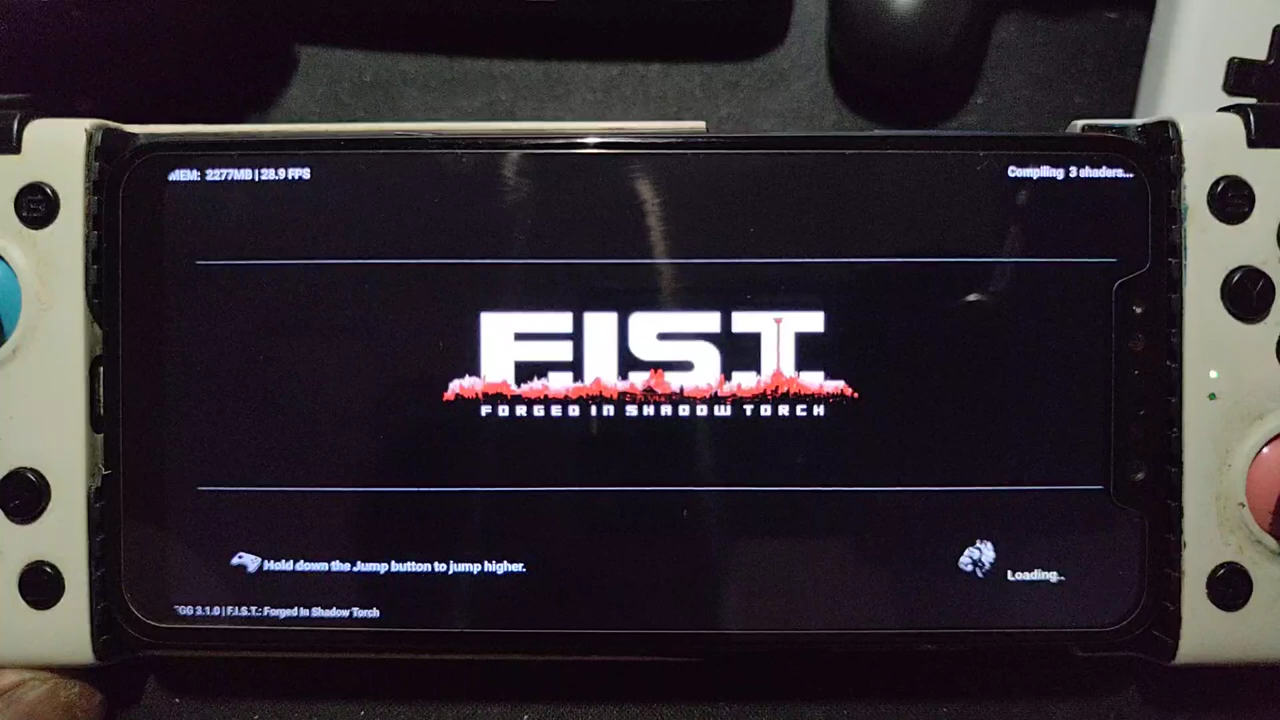 MEM: 2277MB | 28.9 FPS
Compiling 3 shaders...
F.I.S.T.
FORGED IN SHADOW TORCH
Hold down the Jump button to jump higher.
Loading..
EGG 3.1.0 | F.I.S.T.: Forged In Shadow Torch